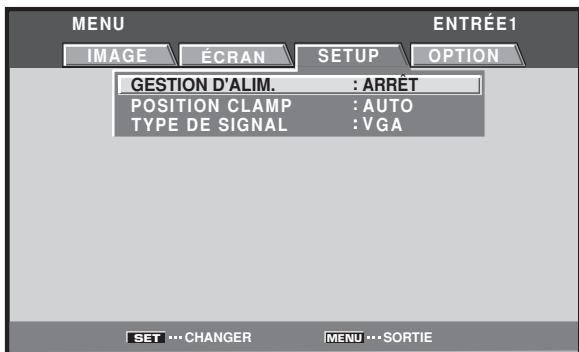 MENU ENTRÉE1
IMAGE ÉCRAN SETUP OPTION
GESTION D'ALIM. : ARRÊT
POSITION CLAMP : AUTO
TYPE DE SIGNAL : VGA
SET ··· CHANGER MENU ··· SORTIE